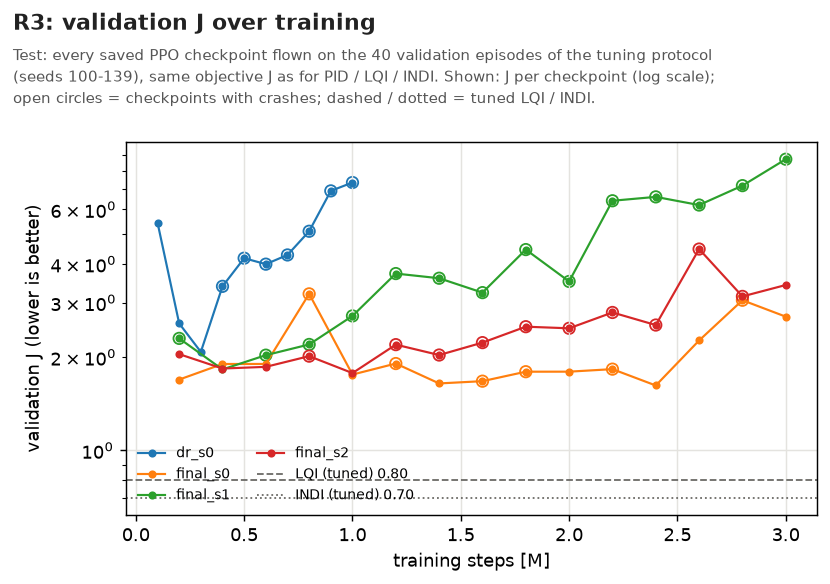 R3: validation J over training
Test: every saved PPO checkpoint flown on the 40 validation episodes of the tuning protocol
(seeds 100-139), same objective J as for PID / LQI / INDI. Shown: J per checkpoint (log scale);
open circles = checkpoints with crashes; dashed / dotted = tuned LQI / INDI.
validation J (lower is better)
6 × 10⁰
4 × 10⁰
3 × 10⁰
2 × 10⁰
10⁰
dr_s0
final_s0
final_s1
final_s2
LQI (tuned) 0.80
INDI (tuned) 0.70
0.0 0.5 1.0 1.5 2.0 2.5 3.0
training steps [M]